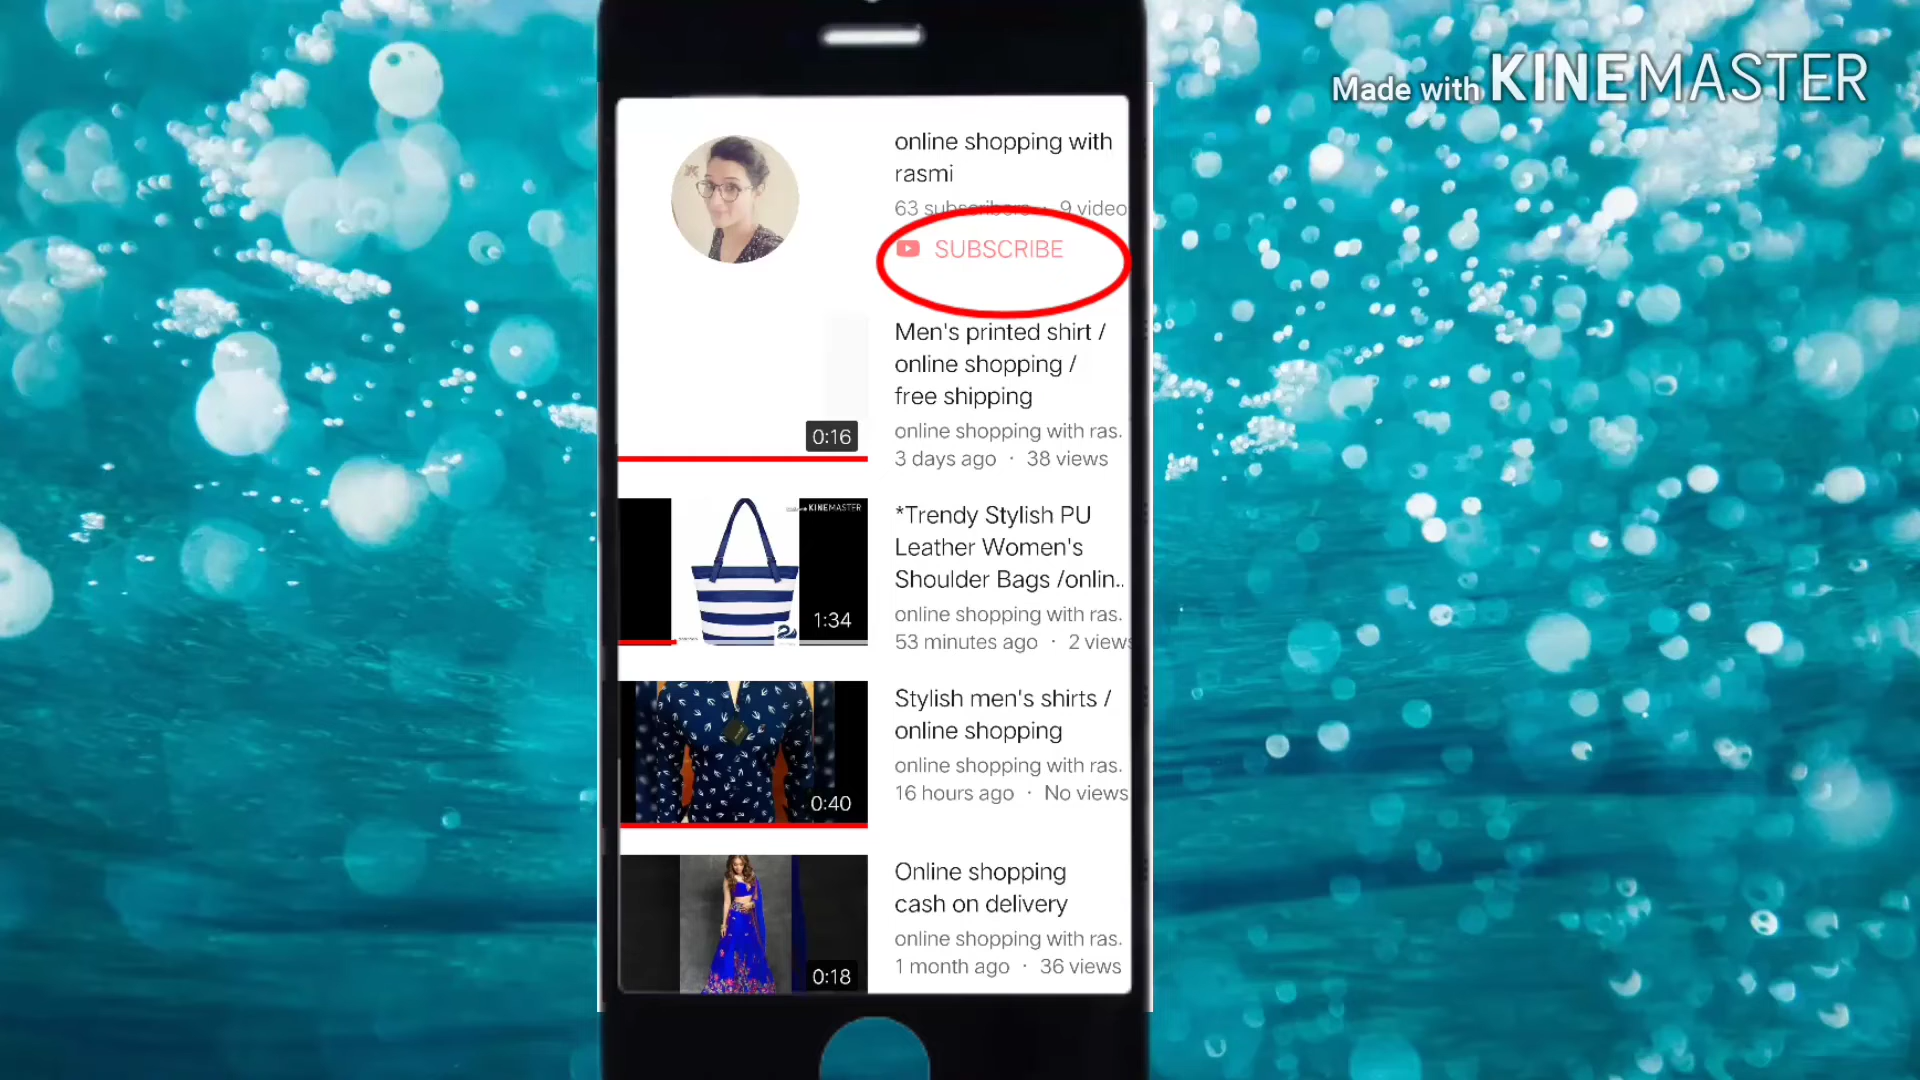 Made with KINEMASTER
online shopping with
rasmi
63 subscribers · 9 video
SUBSCRIBE
Men's printed shirt /
online shopping /
free shipping
online shopping with ras.
3 days ago · 38 views
0:16
*Trendy Stylish PU
Leather Women's
Shoulder Bags /onlin..
online shopping with ras.
53 minutes ago · 2 views
KINEMASTER
1:34
Stylish men's shirts /
online shopping
online shopping with ras.
16 hours ago · No views
0:40
Online shopping
cash on delivery
online shopping with ras.
1 month ago · 36 views
0:18